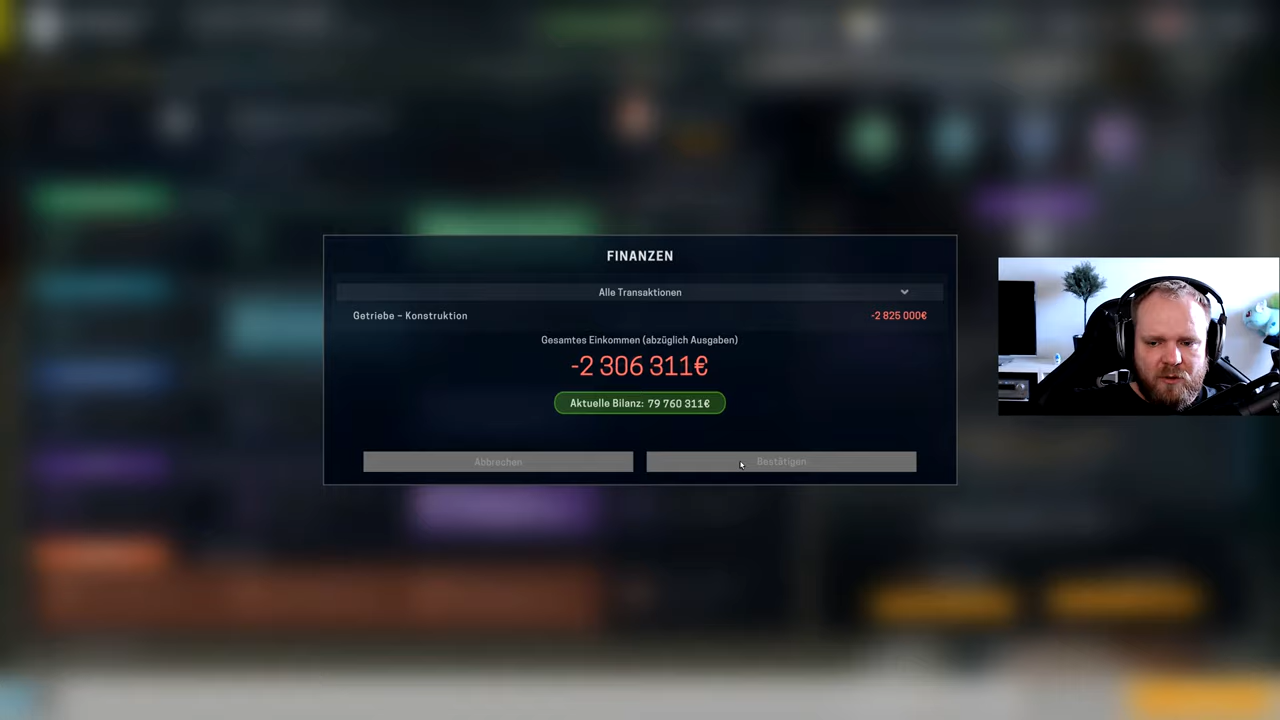 FINANZEN
Alle Transaktionen
Getriebe – Konstruktion -2 825 000€
Gesamtes Einkommen (abzüglich Ausgaben)
-2 306 311€
Aktuelle Bilanz: 79 760 311€
Abbrechen Bestätigen